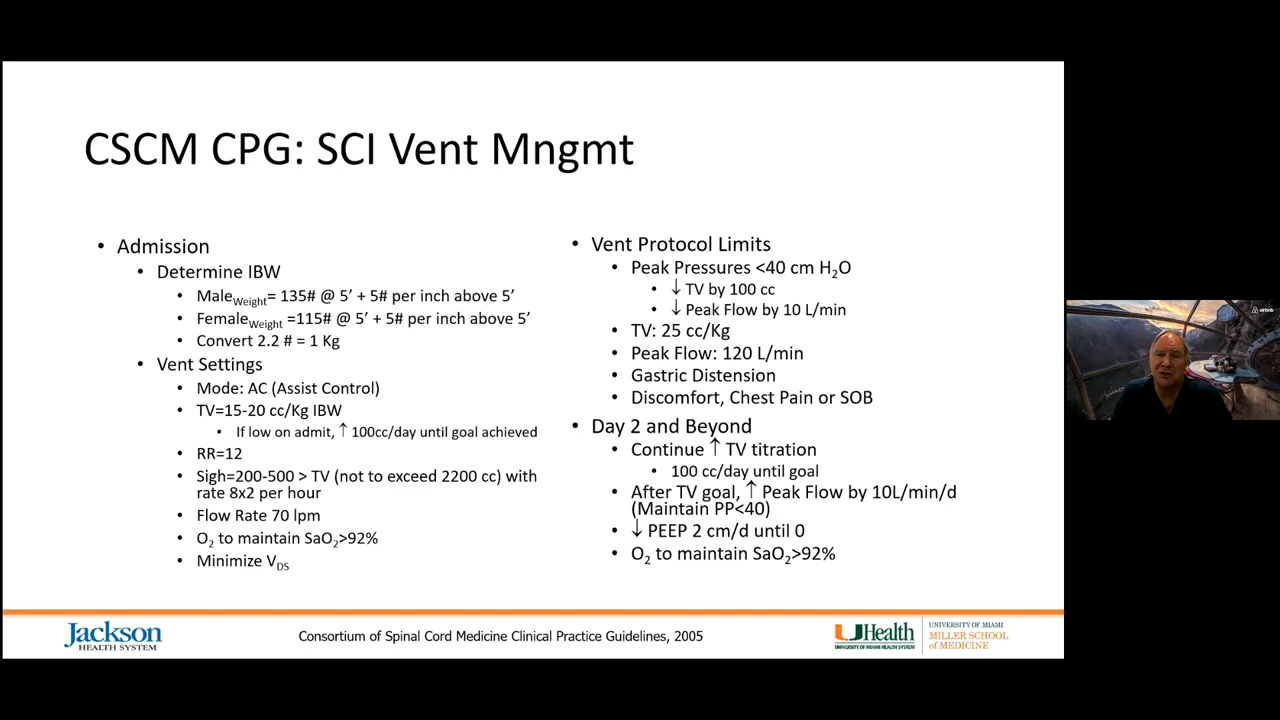 CSCM CPG: SCI Vent Mngmt
• Admission
• Determine IBW
• MaleWeight= 135# @ 5’ + 5# per inch above 5’
• FemaleWeight =115# @ 5’ + 5# per inch above 5’
• Convert 2.2 # = 1 Kg
• Vent Settings
• Mode: AC (Assist Control)
• TV=15-20 cc/Kg IBW
• If low on admit, ↑ 100cc/day until goal achieved
• RR=12
• Sigh=200-500 > TV (not to exceed 2200 cc) with
rate 8x2 per hour
• Flow Rate 70 lpm
• O2 to maintain SaO2>92%
• Minimize VDS
• Vent Protocol Limits
• Peak Pressures <40 cm H2O
• ↓ TV by 100 cc
• ↓ Peak Flow by 10 L/min
• TV: 25 cc/Kg
• Peak Flow: 120 L/min
• Gastric Distension
• Discomfort, Chest Pain or SOB
• Day 2 and Beyond
• Continue ↑ TV titration
• 100 cc/day until goal
• After TV goal, ↑ Peak Flow by 10L/min/d
(Maintain PP<40)
• ↓ PEEP 2 cm/d until 0
• O2 to maintain SaO2>92%
Jackson
HEALTH SYSTEM
Consortium of Spinal Cord Medicine Clinical Practice Guidelines, 2005
UHealth
UNIVERSITY OF MIAMI HEALTH SYSTEM
UNIVERSITY OF MIAMI
MILLER SCHOOL
of MEDICINE
airbnb